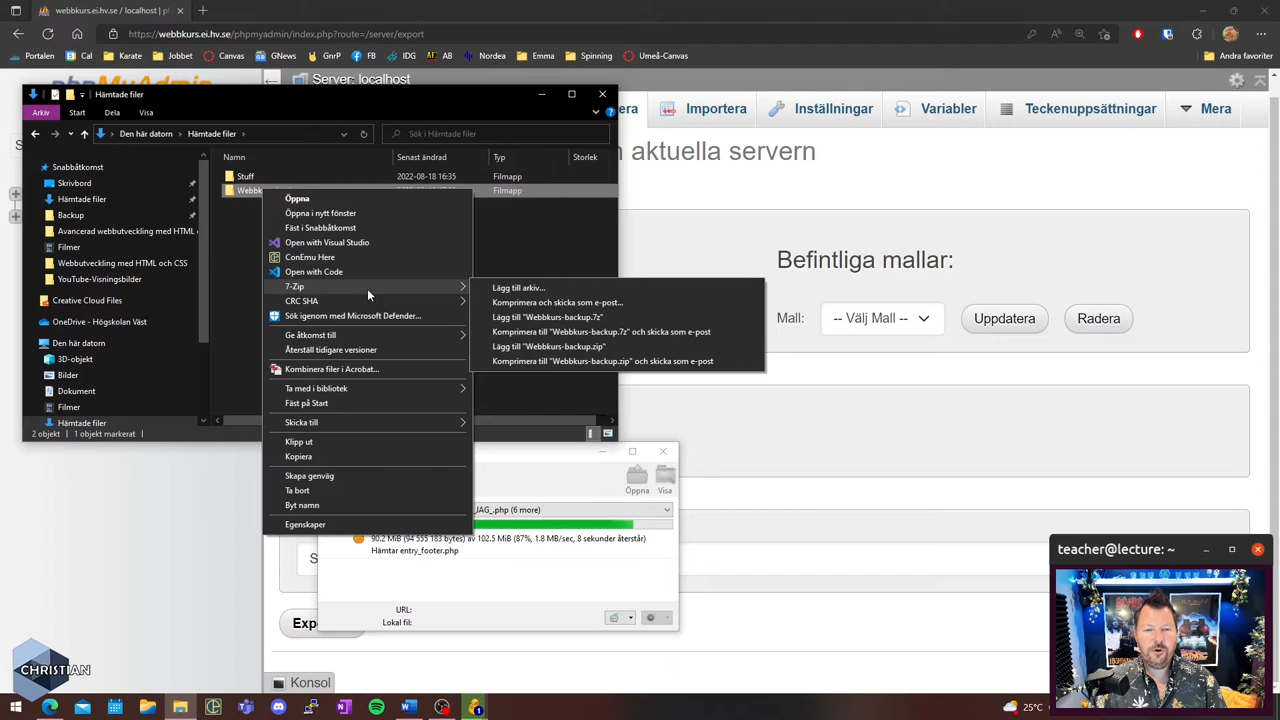 webbkurs.ei.hv.se / localhost | p
https://webbkurs.ei.hv.se/phpmyadmin/index.php?route=/server/export
Portalen
Cal
Karate
Jobbet
Canvas
GNews
GnrP
FB
IDG
AB
Nordea
Emma
Spinning
Umeå-Canvas
Andra favoriter
Server: localhost
Importera
Inställningar
Variabler
Teckenuppsättningar
Mera
aktuella servern
Befintliga mallar:
Mall:
-- Välj Mall --
Uppdatera
Radera
Hämtade filer
Arkiv
Start
Dela
Visa
Den här datorn
Hämtade filer
Sök i Hämtade filer
Namn
Senast ändrad
Typ
Storlek
Stuff
2022-08-18 16:35
Filmapp
Filmapp
Snabbåtkomst
Skrivbord
Hämtade filer
Backup
Avancerad webbutveckling med HTML
Filmer
Webbutveckling med HTML och CSS
YouTube-Visningsbilder
Creative Cloud Files
OneDrive - Högskolan Väst
Den här datorn
3D-objekt
Bilder
Dokument
Filmer
Hämtade filer
2 objekt
1 objekt markerat
Öppna
Öppna i nytt fönster
Fäst i Snabbåtkomst
Open with Visual Studio
ConEmu Here
Open with Code
7-Zip
CRC SHA
Sök igenom med Microsoft Defender...
Ge åtkomst till
Återställ tidigare versioner
Kombinera filer i Acrobat...
Ta med i bibliotek
Fäst på Start
Skicka till
Klipp ut
Kopiera
Skapa genväg
Ta bort
Byt namn
Egenskaper
Lägg till arkiv...
Komprimera och skicka som e-post...
Lägg till "Webbkurs-backup.7z"
Komprimera till "Webbkurs-backup.7z" och skicka som e-post
Lägg till "Webbkurs-backup.zip"
Komprimera till "Webbkurs-backup.zip" och skicka som e-post
Öppna
Visa
_JAG_.php (6 more)
90.2 MiB (94 555 183 bytes) av 102.5 MiB (87%, 1.8 MB/sec, 8 sekunder återstår)
Hämtar entry_footer.php
URL:
Lokal fil:
Konsol
teacher@lecture: ~
CHRISTIAN
25°C